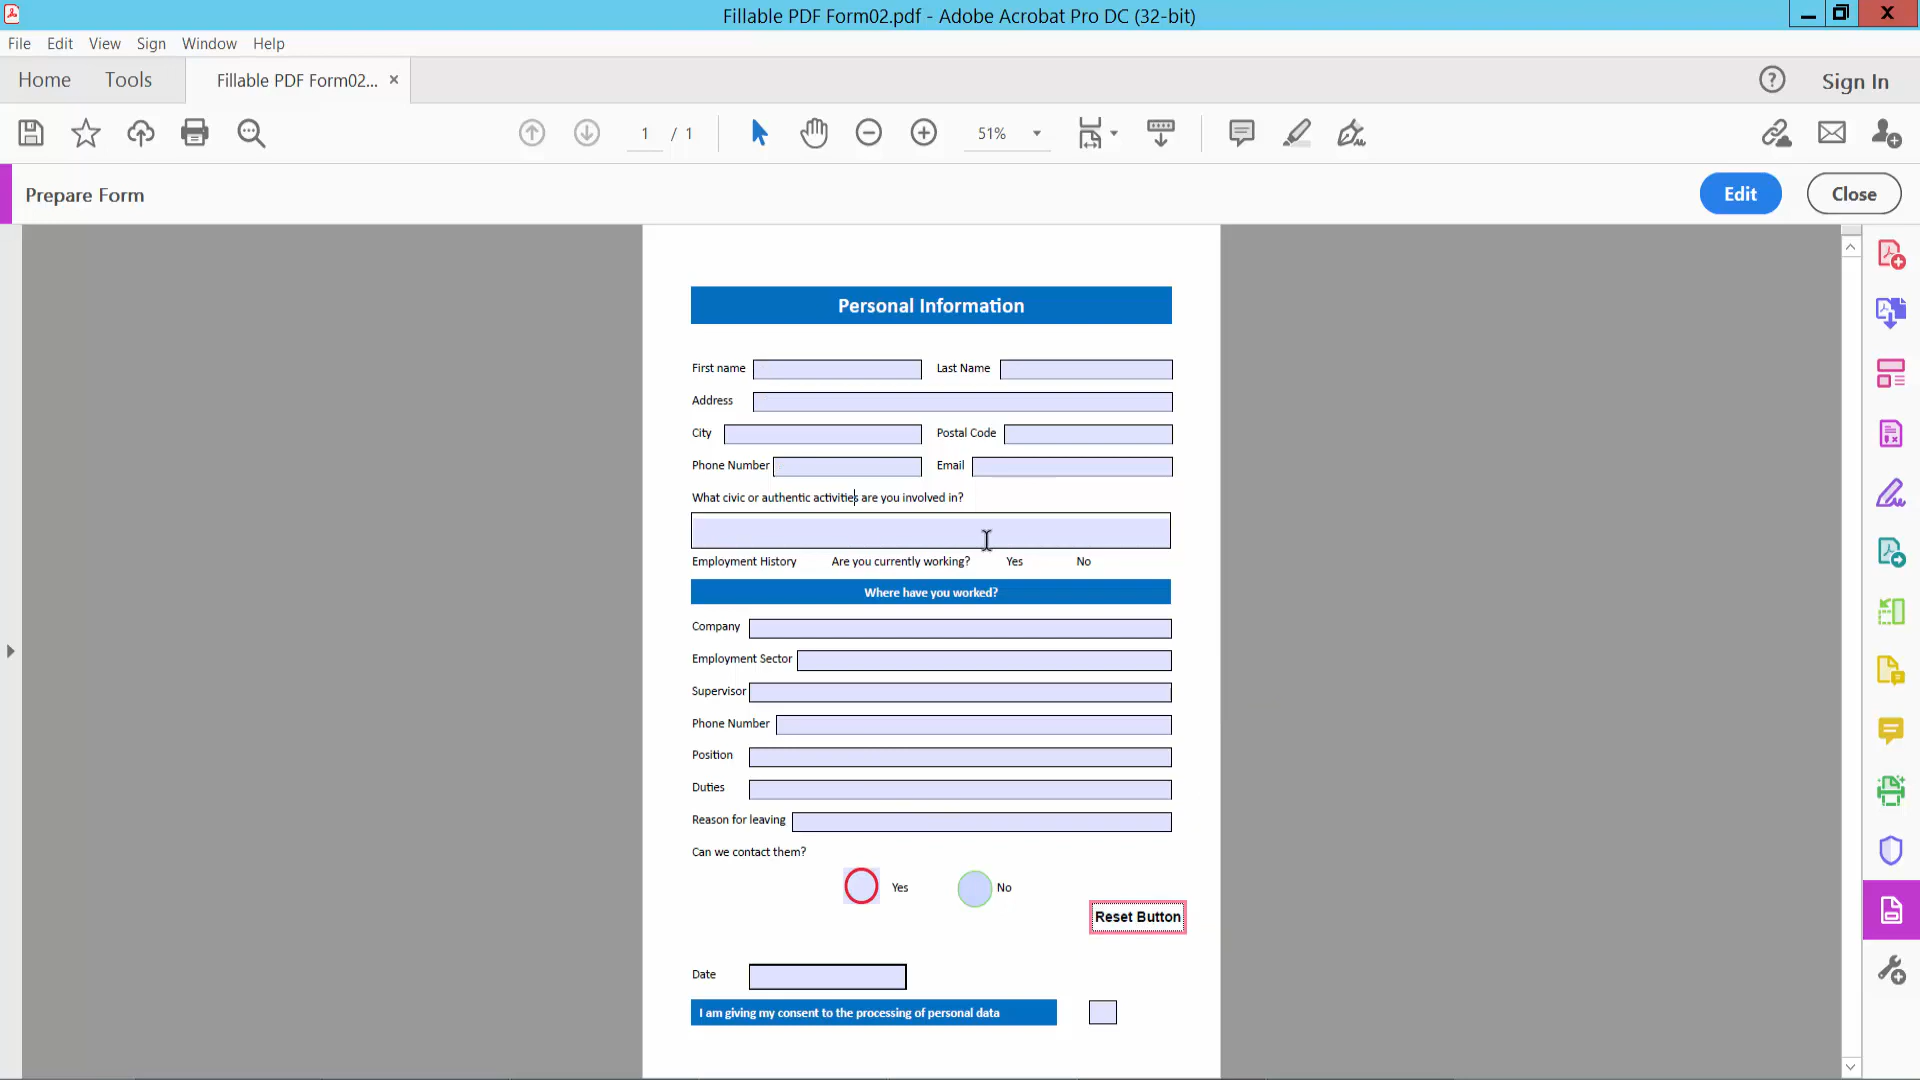 Fillable PDF Form02.pdf - Adobe Acrobat Pro DC (32-bit)
File Edit View Sign Window Help
Home Tools Fillable PDF Form02... × Sign In
1 / 1 51%
Prepare Form Edit Close
Personal Information
First name Last Name
Address
City Postal Code
Phone Number Email
What civic or authentic activities are you involved in?
Employment History Are you currently working? Yes No
Where have you worked?
Company
Employment Sector
Supervisor
Phone Number
Position
Duties
Reason for leaving
Can we contact them?
Yes No
Reset Button
Date
I am giving my consent to the processing of personal data